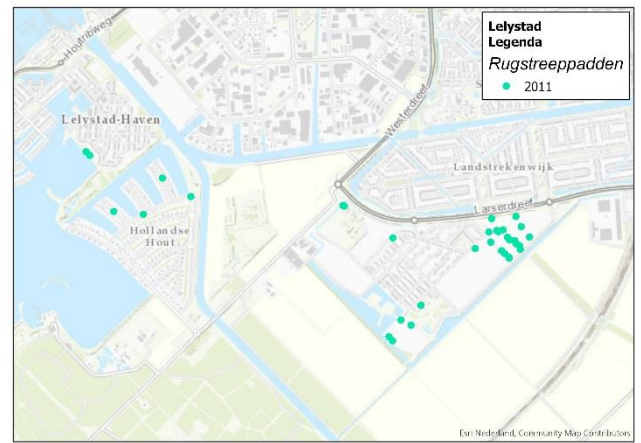 Lelystad
Legenda
Rugstreeppadden
2011
Houtribweg
Lelystad-Haven
Westerdreef
Landstrekenwijk
Larserdreef
Hollandse
Hout
Esri Nederland, Community Map Contributors